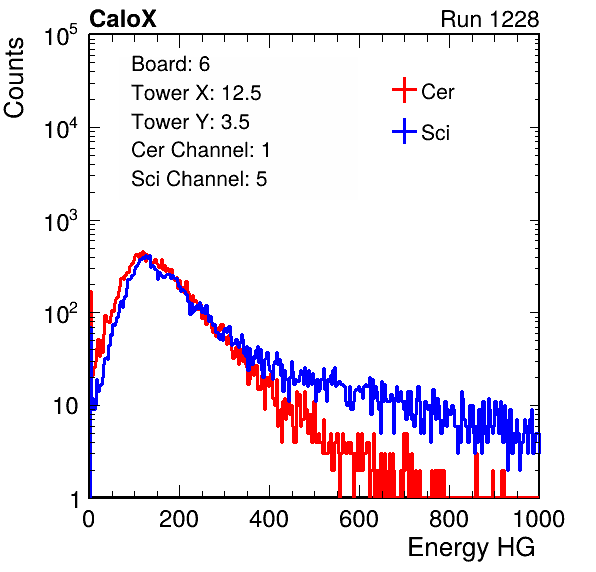 CaloX Run 1228
Counts
Board: 6
Tower X: 12.5
Tower Y: 3.5
Cer Channel: 1
Sci Channel: 5
Cer
Sci
10^5
10^4
10^3
10^2
10
1
0 200 400 600 800 1000
Energy HG